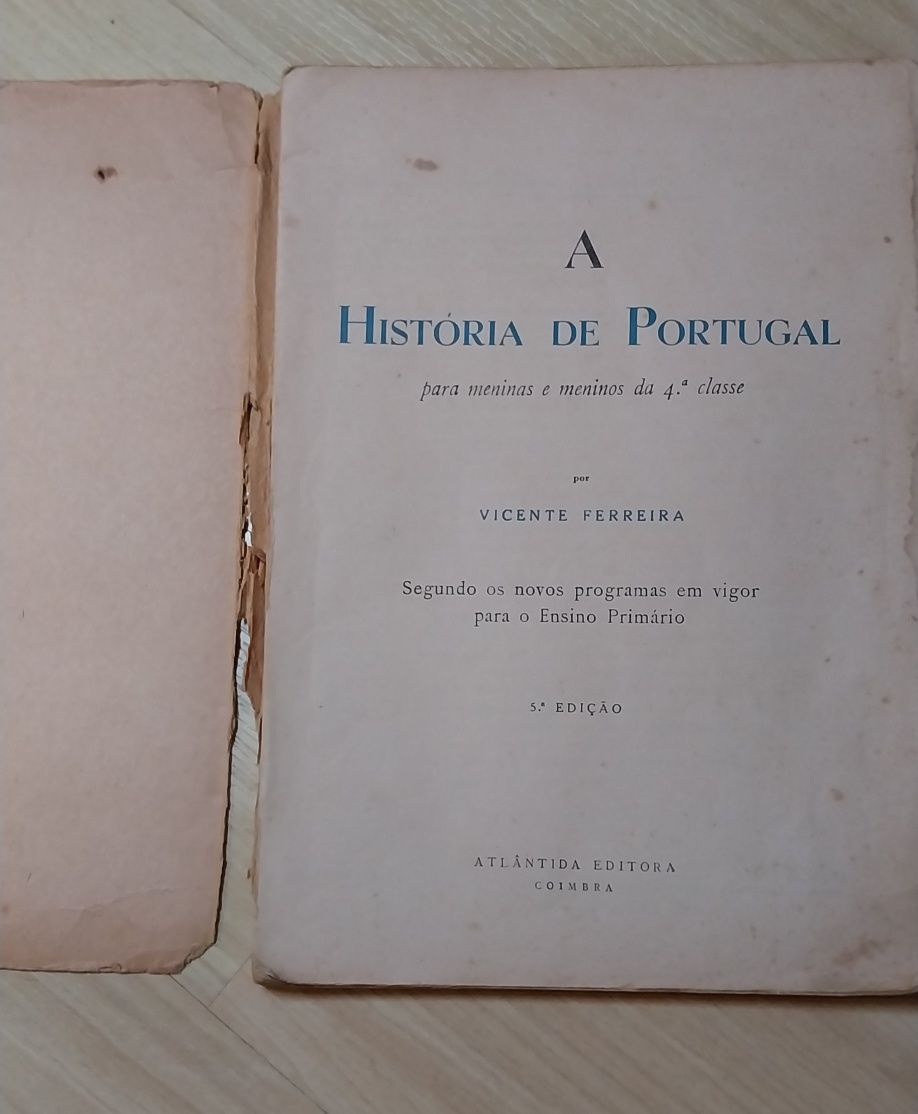 A
HISTÓRIA DE PORTUGAL
para meninas e meninos da 4.ª classe
por
VICENTE FERREIRA
Segundo os novos programas em vigor
para o Ensino Primário
5.ª EDIÇÃO
ATLÂNTIDA EDITORA
COIMBRA